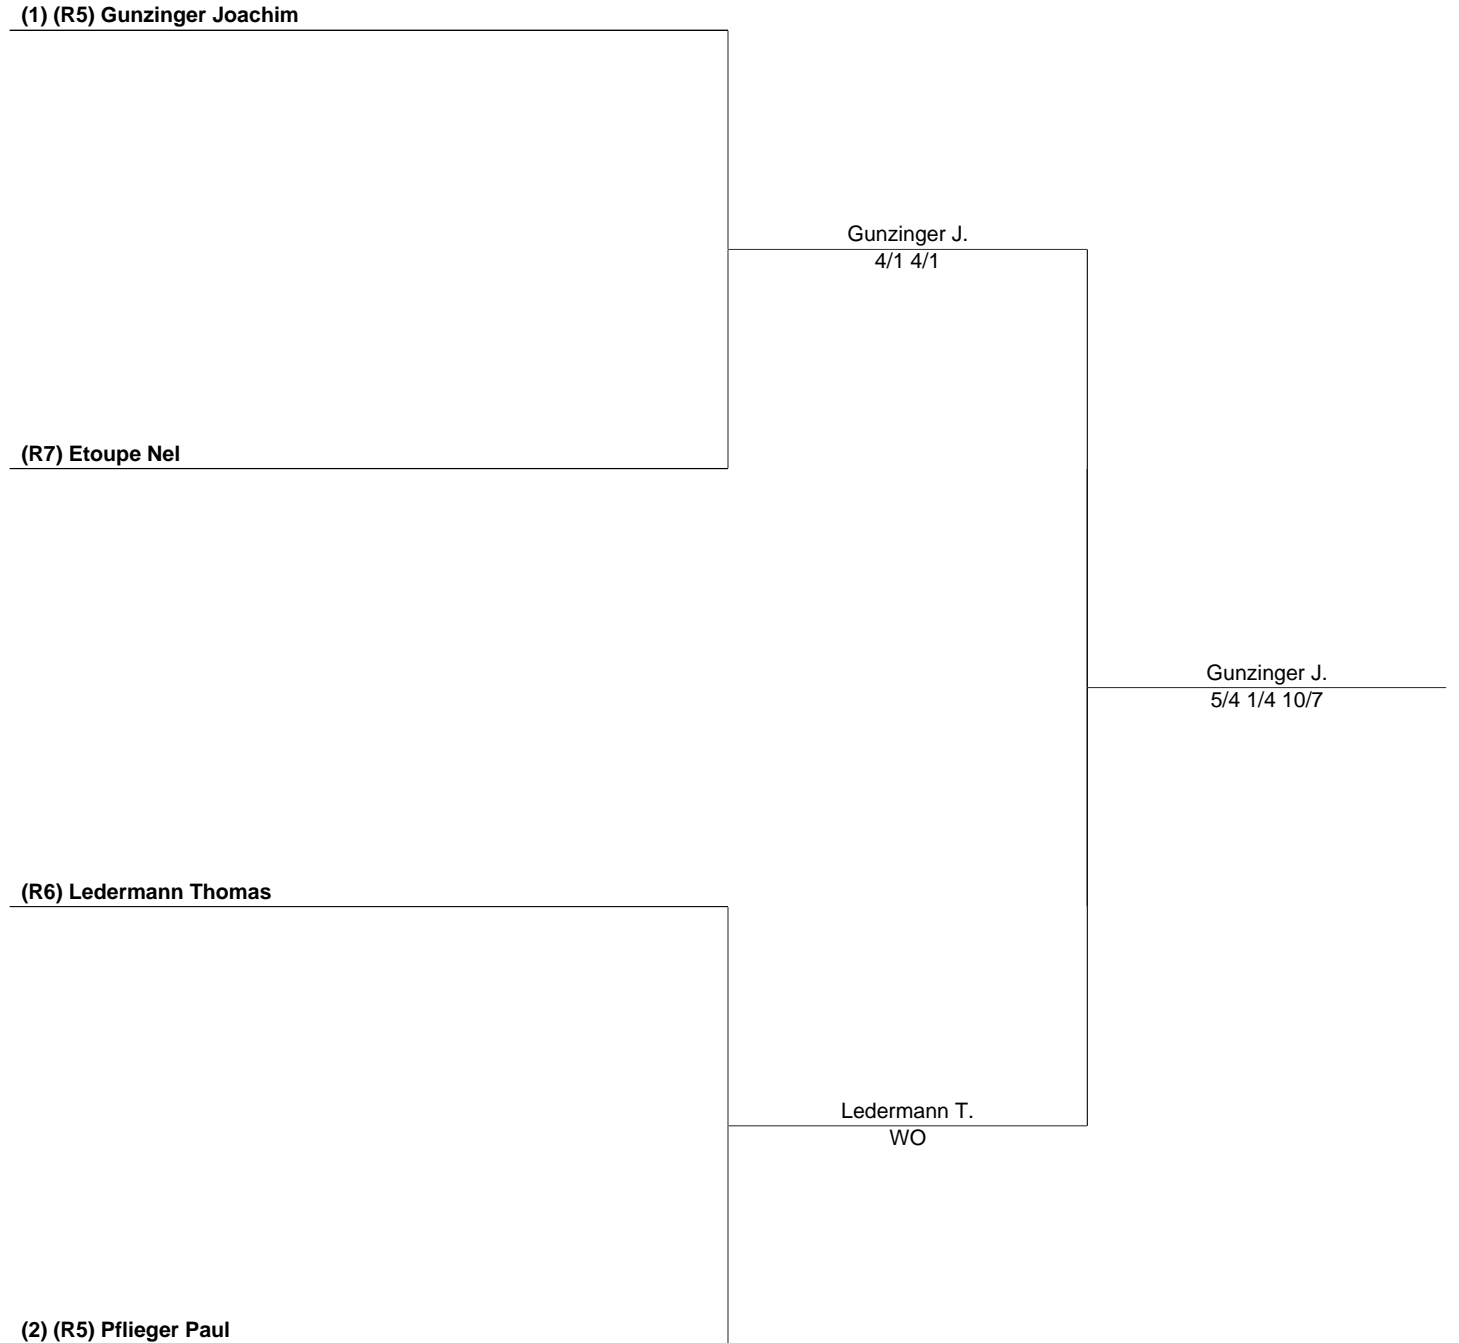 (1) (R5) Gunzinger Joachim
Gunzinger J.
4/1 4/1
(R7) Etoupe Nel
Gunzinger J.
5/4 1/4 10/7
(R6) Ledermann Thomas
Ledermann T.
WO
(2) (R5) Pflieger Paul